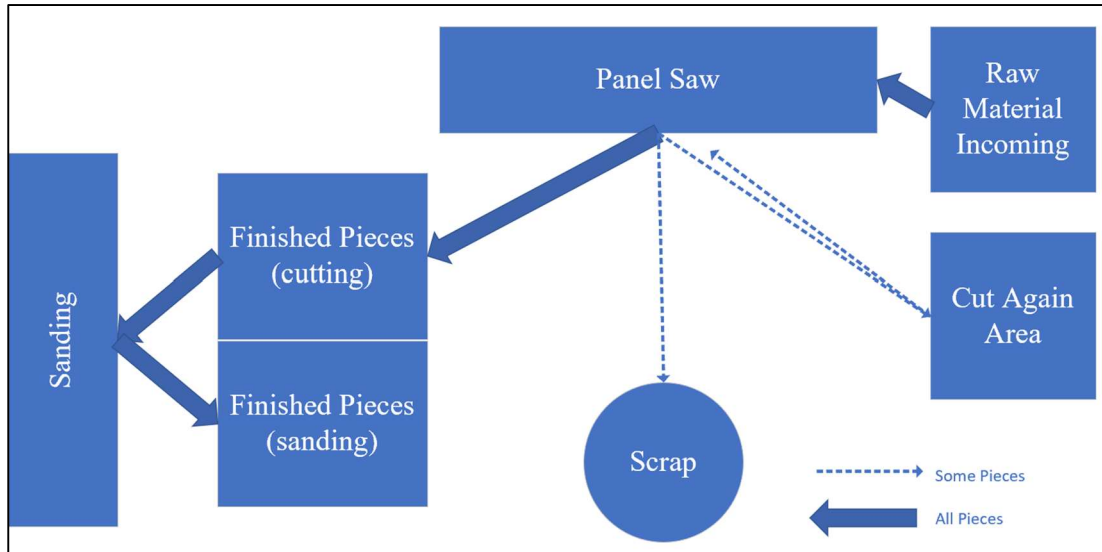 Panel Saw
Raw
Material
Incoming
Finished Pieces
(cutting)
Sanding
Cut Again
Area
Finished Pieces
(sanding)
Scrap
Some Pieces
All Pieces